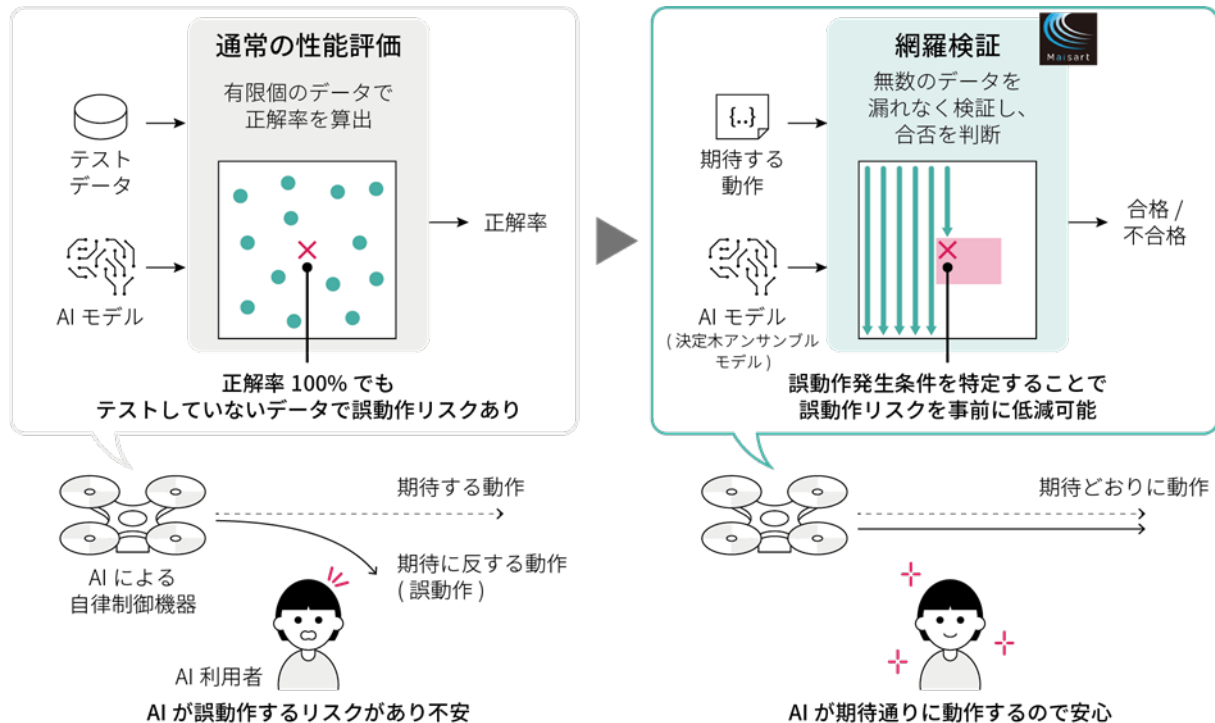 通常の性能評価
有限個のデータで
正解率を算出
テスト
データ
AI モデル
正解率
正解率 100% でも
テストしていないデータで誤動作リスクあり
網羅検証
Maisart
無数のデータを
漏れなく検証し、
合否を判断
{..}
期待する
動作
AI モデル
( 決定木アンサンブル
モデル )
合格 /
不合格
誤動作発生条件を特定することで
誤動作リスクを事前に低減可能
期待する動作
期待に反する動作
( 誤動作 )
AI による
自律制御機器
AI 利用者
AI が誤動作するリスクがあり不安
期待どおりに動作
AI が期待通りに動作するので安心